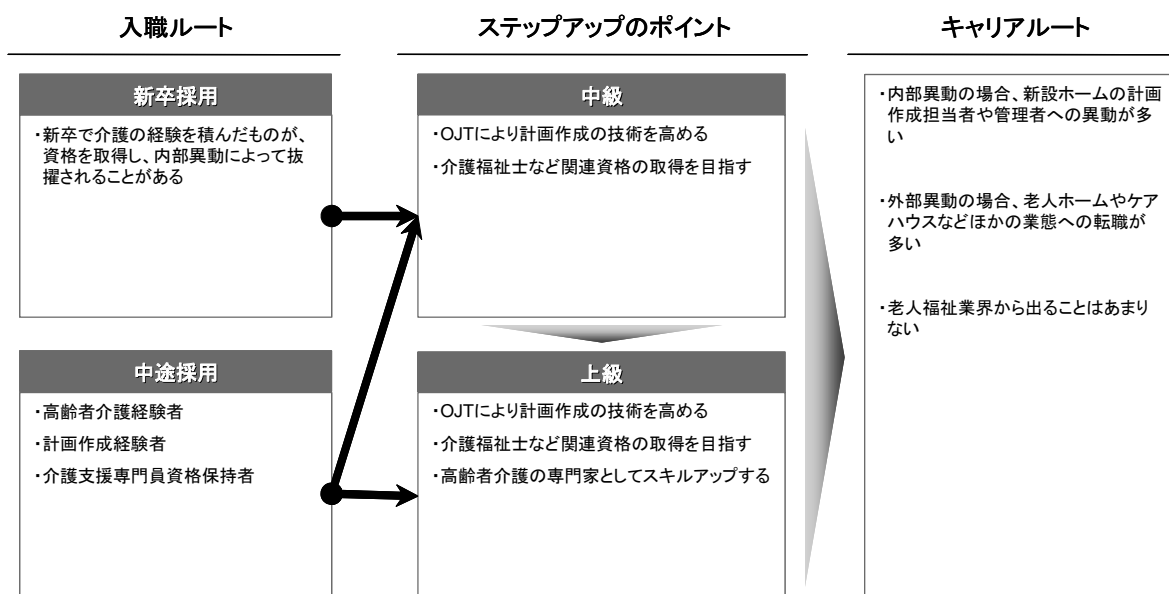 入職ルート
ステップアップのポイント
キャリアルート
新卒採用
・新卒で介護の経験を積んだものが、
資格を取得し、内部異動によって抜
擢されることがある
中級
・OJTにより計画作成の技術を高める
・介護福祉士など関連資格の取得を目指す
・内部異動の場合、新設ホームの計画
作成担当者や管理者への異動が多
い
・外部異動の場合、老人ホームやケア
ハウスなどほかの業態への転職が
多い
・老人福祉業界から出ることはあまり
ない
中途採用
・高齢者介護経験者
・計画作成経験者
・介護支援専門員資格保持者
上級
・OJTにより計画作成の技術を高める
・介護福祉士など関連資格の取得を目指す
・高齢者介護の専門家としてスキルアップする